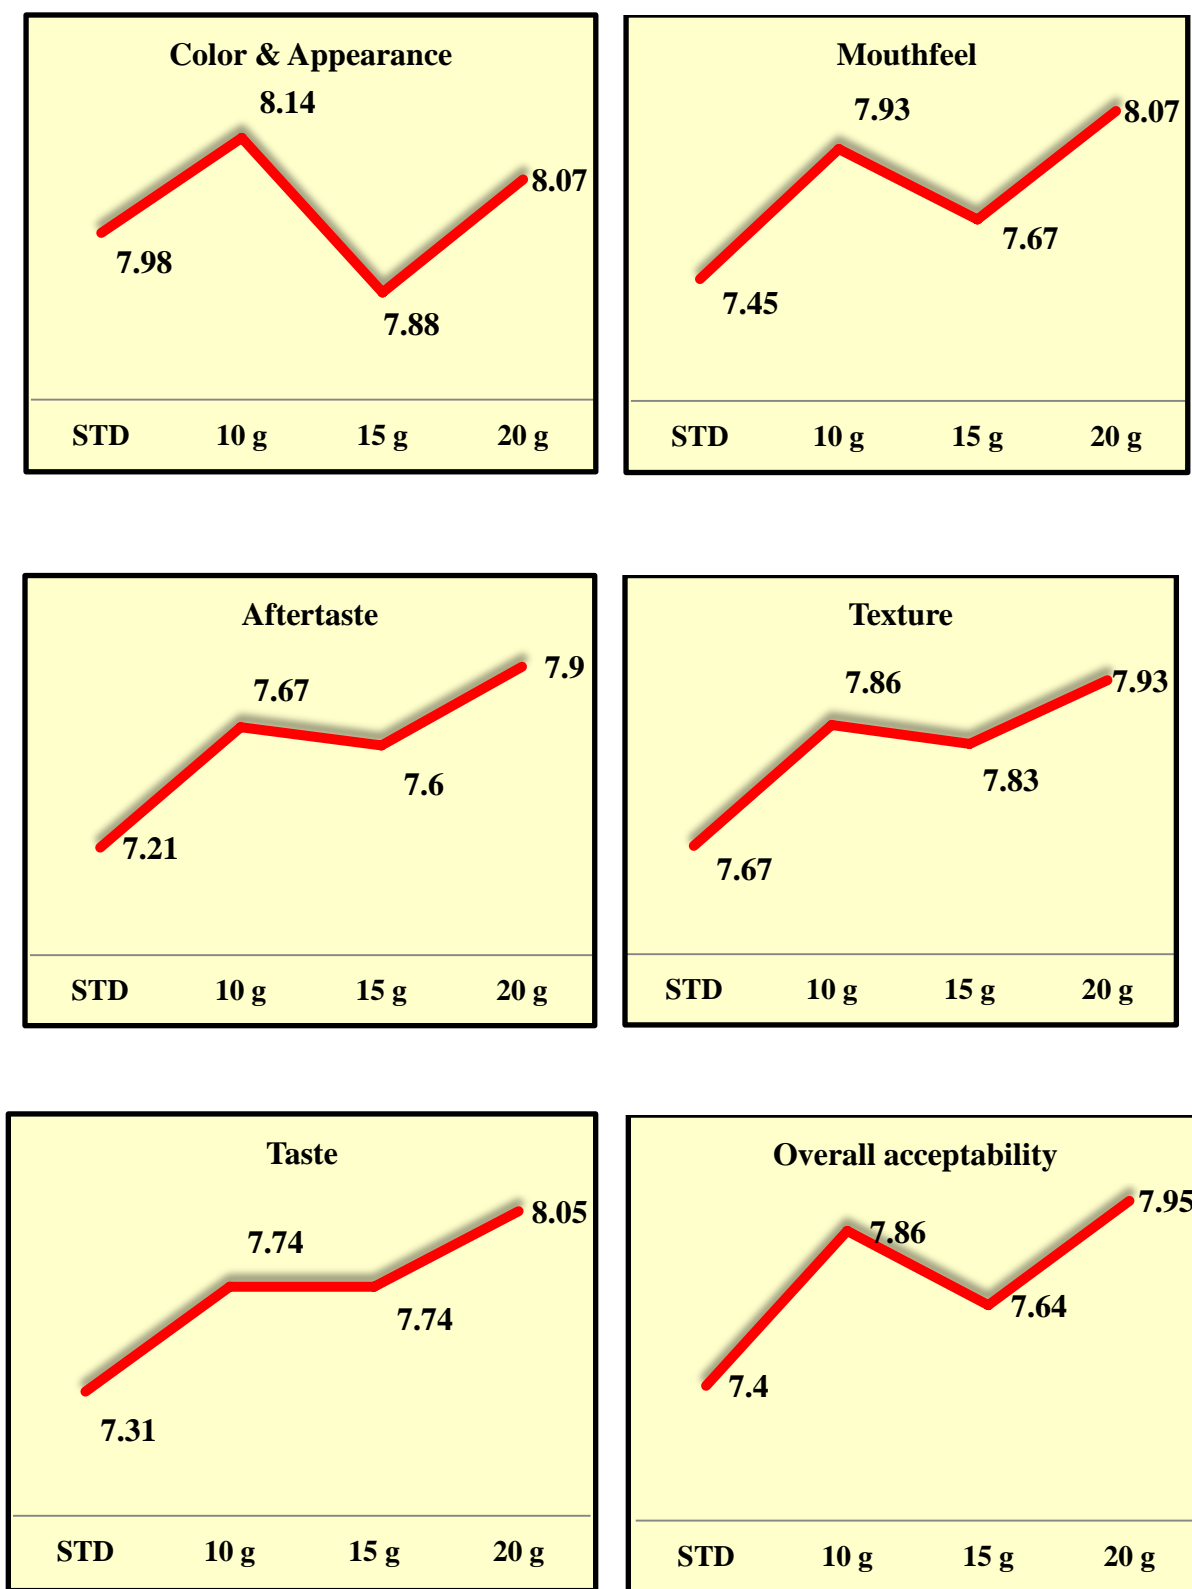 Color & Appearance
8.14
8.07
7.98
7.88
STD 10 g 15 g 20 g
Mouthfeel
7.93
8.07
7.67
7.45
STD 10 g 15 g 20 g
Aftertaste
7.9
7.67
7.6
7.21
STD 10 g 15 g 20 g
Texture
7.86
7.93
7.83
7.67
STD 10 g 15 g 20 g
Taste
8.05
7.74
7.74
7.31
STD 10 g 15 g 20 g
Overall acceptability
7.95
7.86
7.64
7.4
STD 10 g 15 g 20 g